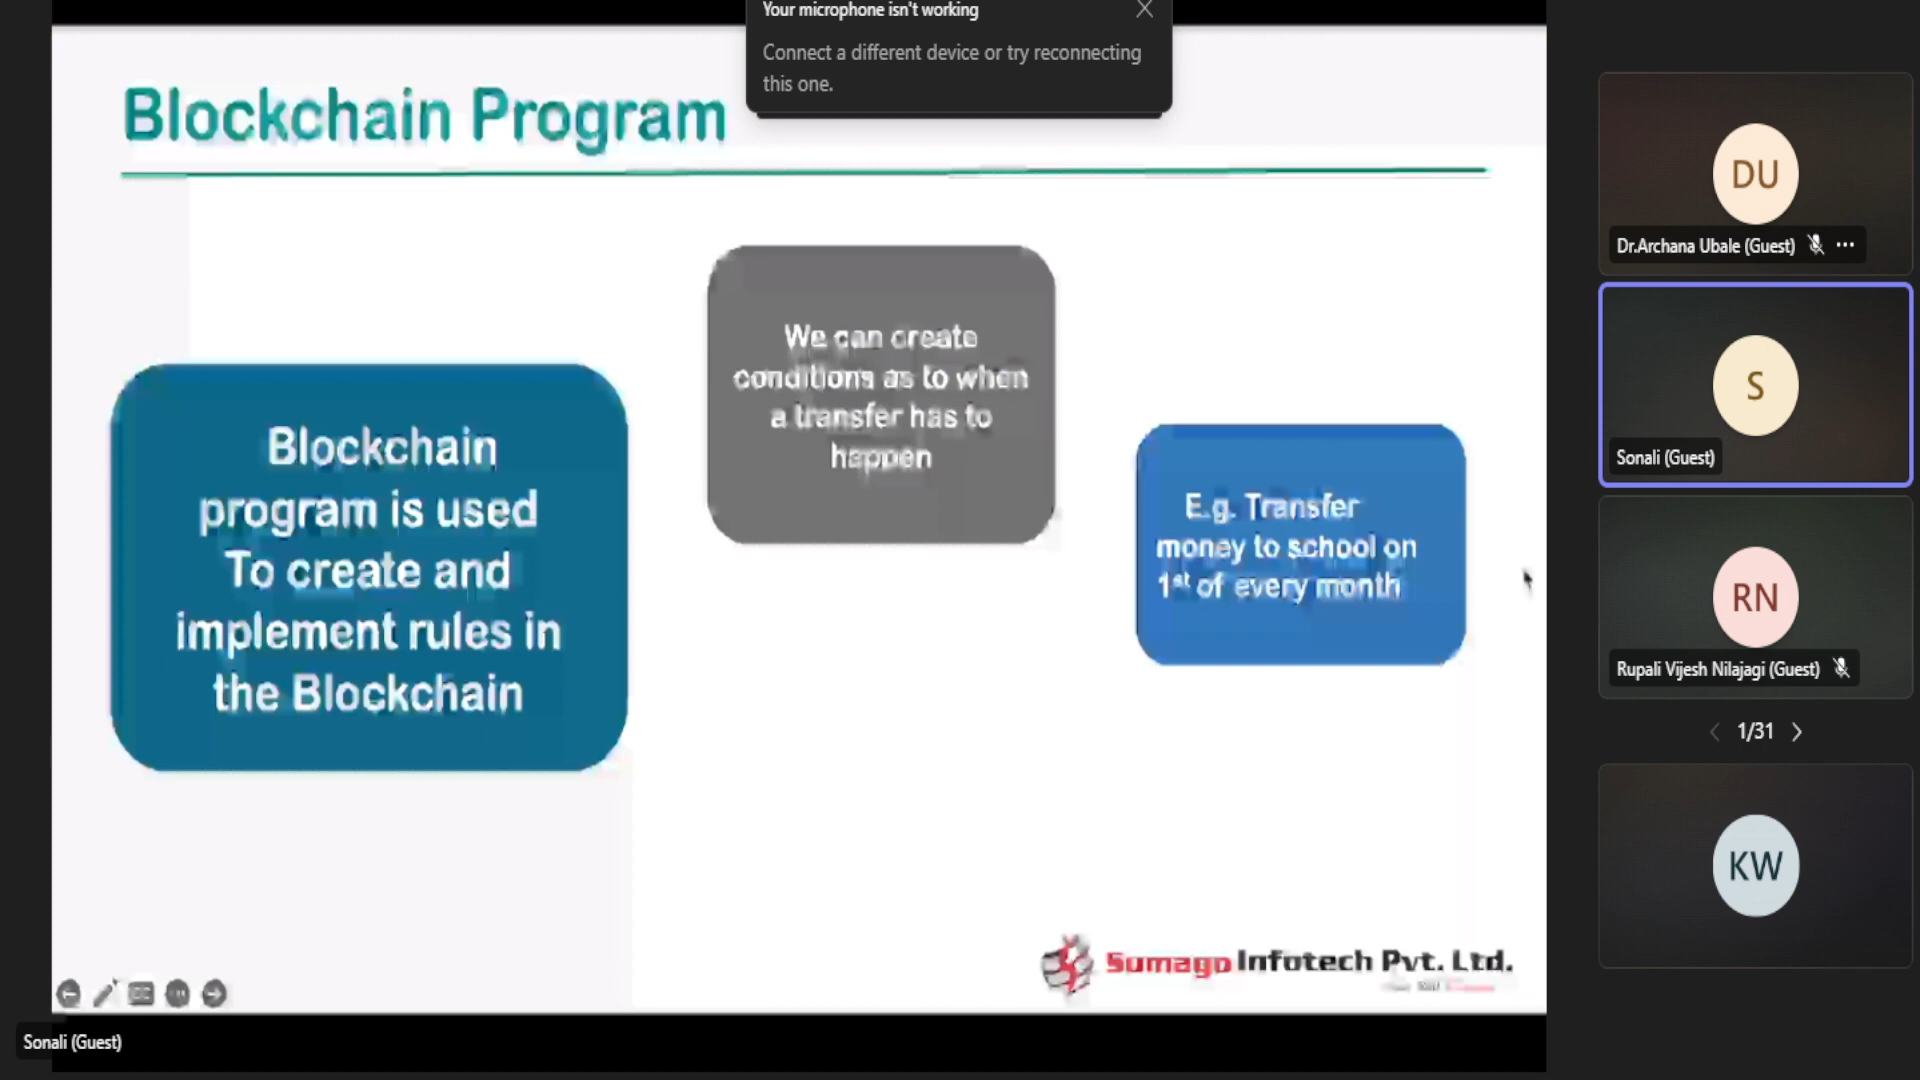 Your microphone isn't working
Connect a different device or try reconnecting
this one.
Blockchain Program
We can create
conditions as to when
a transfer has to
happen
Blockchain
program is used
To create and
implement rules in
the Blockchain
E.g. Transfer
money to school on
1st of every month
Sumago Infotech Pvt. Ltd.
Sonali (Guest)
DU
Dr.Archana Ubale (Guest)
S
Sonali (Guest)
RN
Rupali Vijesh Nilajagi (Guest)
1/31
KW